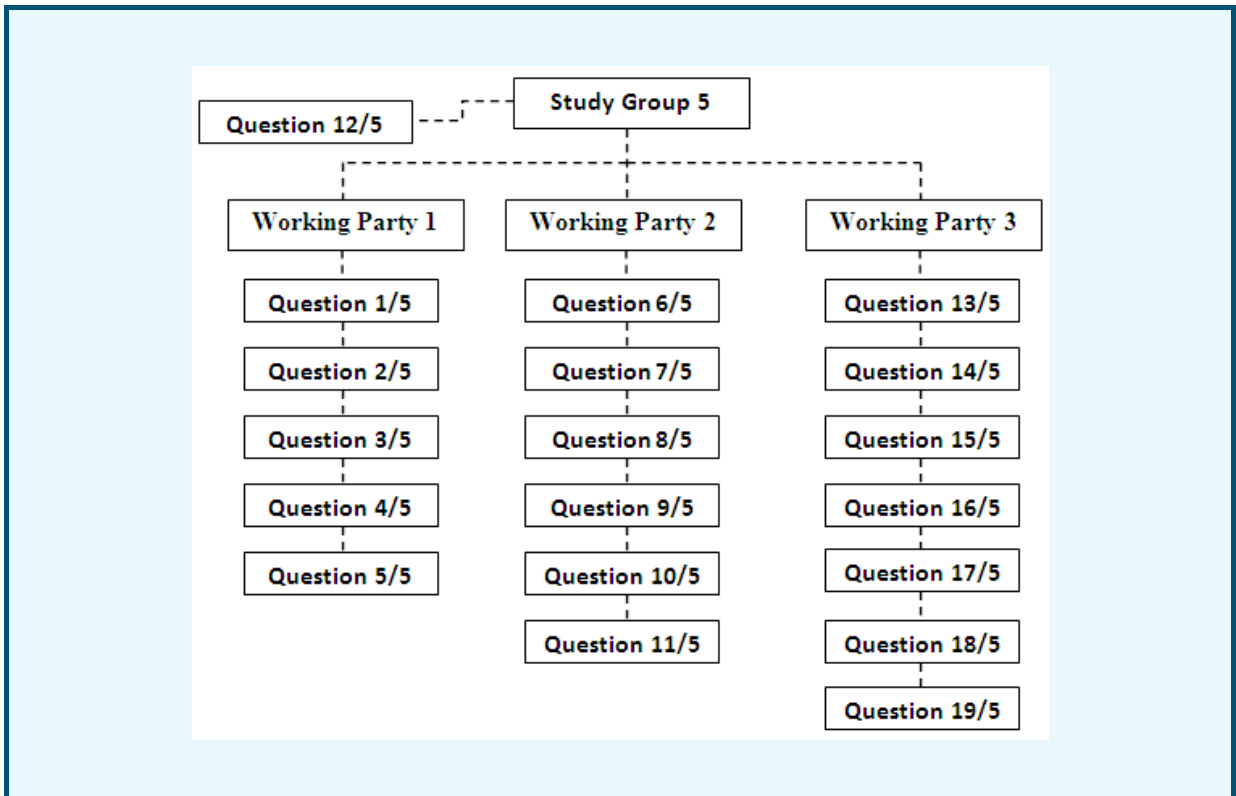 Study Group 5
Question 12/5
Working Party 1
Working Party 2
Working Party 3
Question 1/5
Question 6/5
Question 13/5
Question 2/5
Question 7/5
Question 14/5
Question 3/5
Question 8/5
Question 15/5
Question 4/5
Question 9/5
Question 16/5
Question 5/5
Question 10/5
Question 17/5
Question 11/5
Question 18/5
Question 19/5